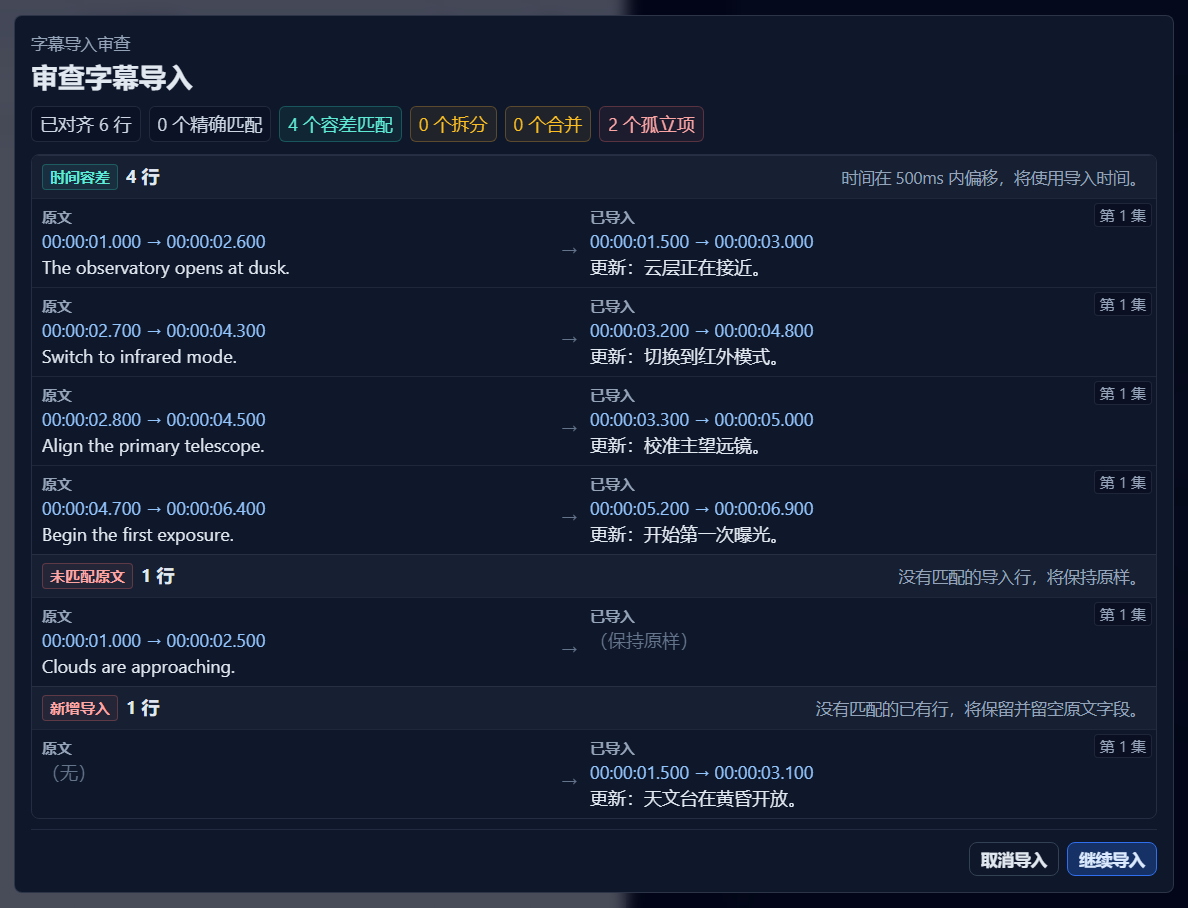 字幕导入审查
审查字幕导入
已对齐 6 行 0 个精确匹配 4 个容差匹配 0 个拆分 0 个合并 2 个孤立项
时间容差 4 行 时间在 500ms 内偏移，将使用导入时间。
原文 已导入 第 1 集
00:00:01.000 → 00:00:02.600 → 00:00:01.500 → 00:00:03.000
The observatory opens at dusk. 更新：云层正在接近。
原文 已导入 第 1 集
00:00:02.700 → 00:00:04.300 → 00:00:03.200 → 00:00:04.800
Switch to infrared mode. 更新：切换到红外模式。
原文 已导入 第 1 集
00:00:02.800 → 00:00:04.500 → 00:00:03.300 → 00:00:05.000
Align the primary telescope. 更新：校准主望远镜。
原文 已导入 第 1 集
00:00:04.700 → 00:00:06.400 → 00:00:05.200 → 00:00:06.900
Begin the first exposure. 更新：开始第一次曝光。
未匹配原文 1 行 没有匹配的导入行，将保持原样。
原文 已导入 第 1 集
00:00:01.000 → 00:00:02.500 → （保持原样）
Clouds are approaching.
新增导入 1 行 没有匹配的已有行，将保留并留空原文字段。
原文 已导入 第 1 集
（无） → 00:00:01.500 → 00:00:03.100
更新：天文台在黄昏开放。
取消导入 继续导入